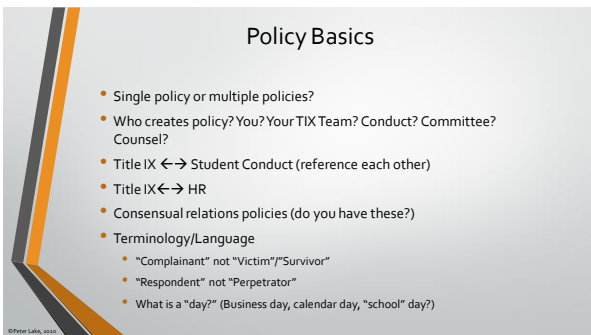 Policy Basics
Single policy or multiple policies?
Who creates policy? You? Your TIX Team? Conduct? Committee?
Counsel?
Title IX ←→ Student Conduct (reference each other)
Title IX←→ HR
Consensual relations policies (do you have these?)
Terminology/Language
"Complainant" not "Victim"/"Survivor"
"Respondent" not "Perpetrator"
What is a "day?" (Business day, calendar day, "school" day?)
©Peter Lake, 2020